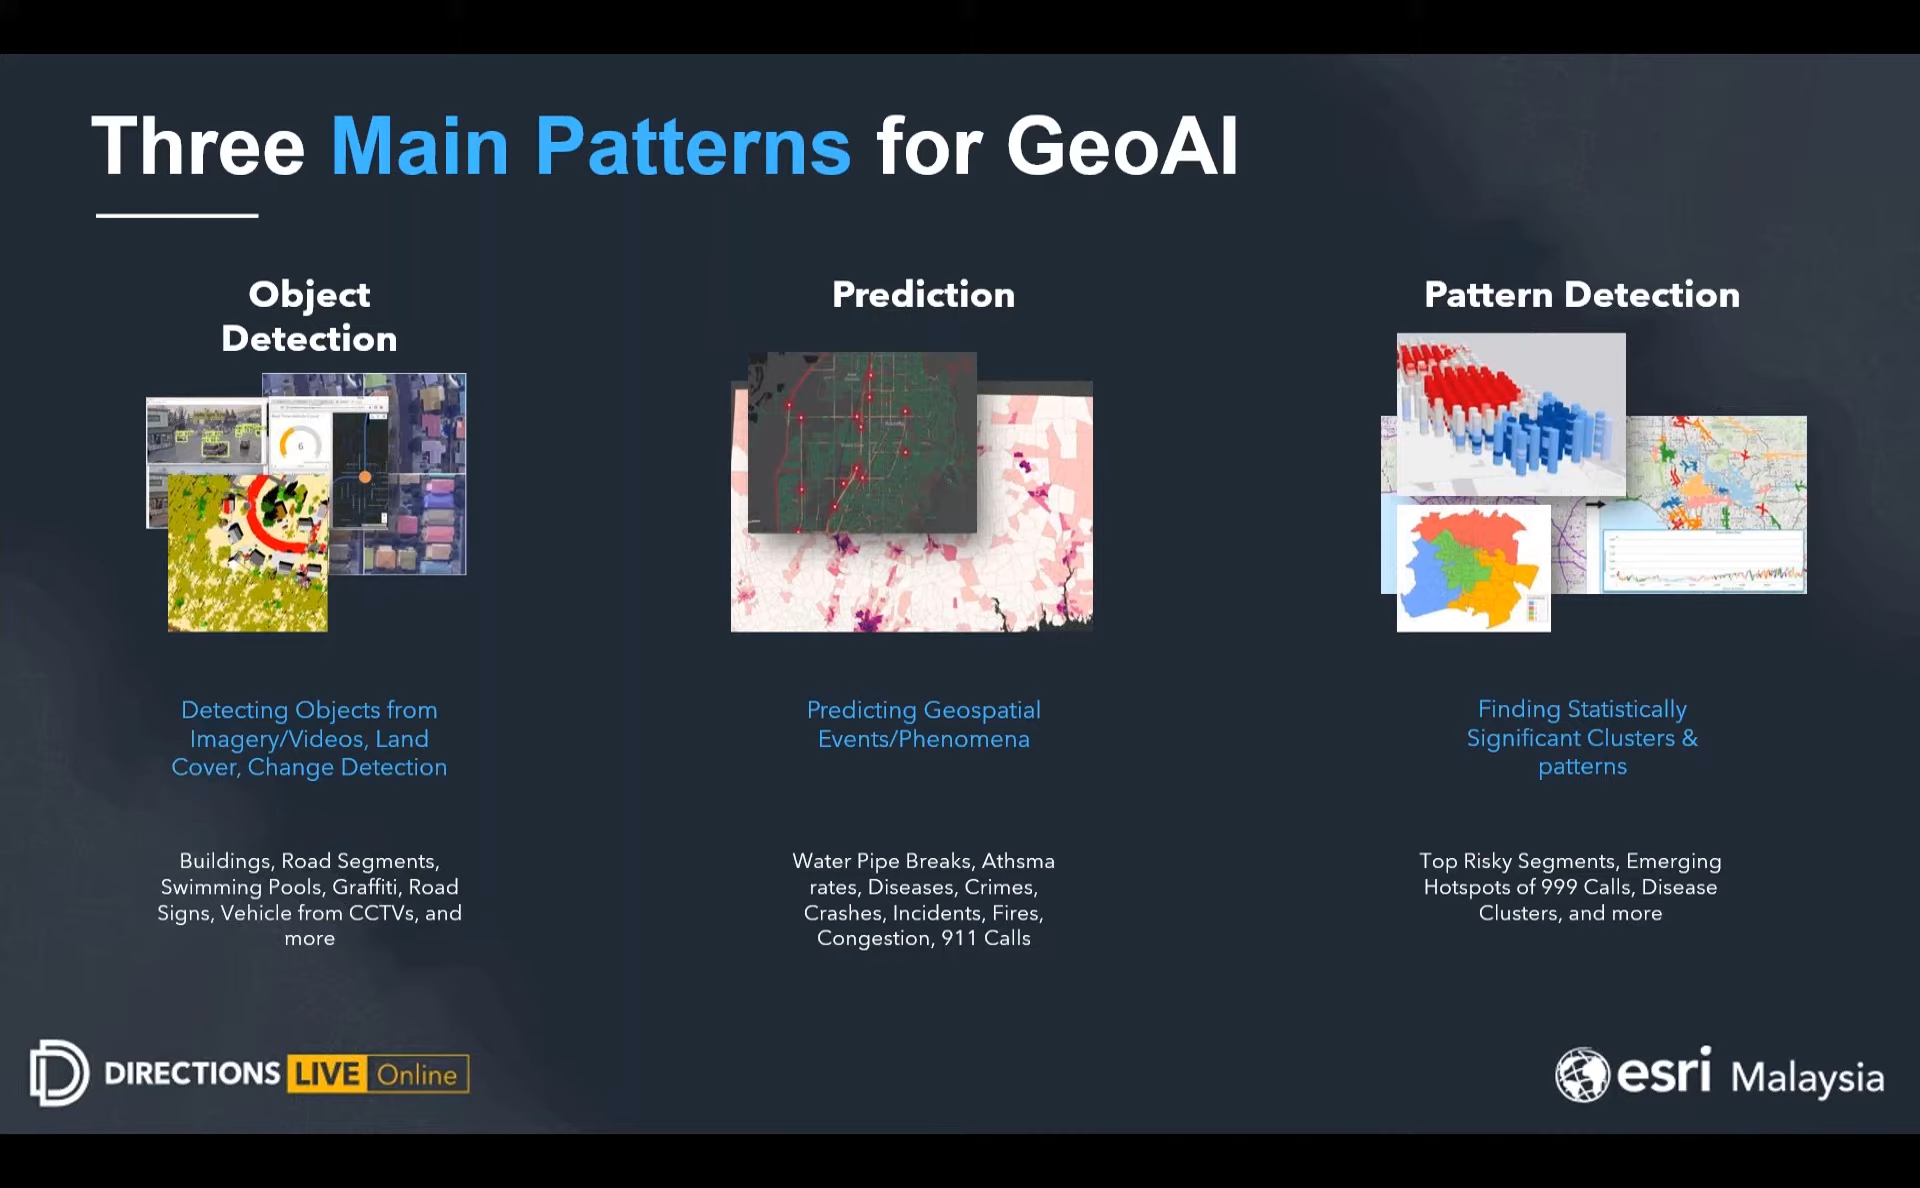 Three Main Patterns for GeoAI
Object
Detection
6
Detecting Objects from
Imagery/Videos, Land
Cover, Change Detection
Buildings, Road Segments,
Swimming Pools, Graffiti, Road
Signs, Vehicle from CCTVs, and
more
Prediction
Predicting Geospatial
Events/Phenomena
Water Pipe Breaks, Athsma
rates, Diseases, Crimes,
Crashes, Incidents, Fires,
Congestion, 911 Calls
Pattern Detection
Finding Statistically
Significant Clusters &
patterns
Top Risky Segments, Emerging
Hotspots of 999 Calls, Disease
Clusters, and more
DIRECTIONS LIVE Online
esri Malaysia